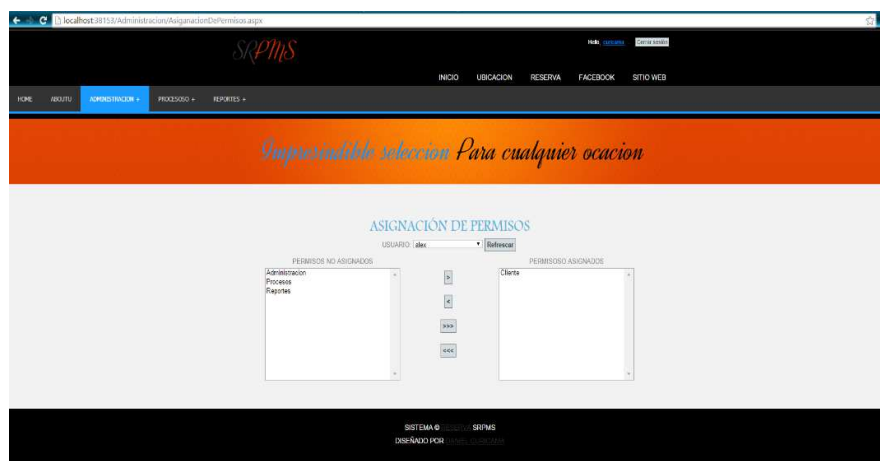 localhost:38153/Administracion/AsignacionDePermisos.aspx
SRPMS
Hola, Cerrar sesión
INICIO UBICACION RESERVA FACEBOOK SITIO WEB
HOME ABOUTU ADMINISTRACION + PROCESOSO + REPORTES +
Impresindible seleccion Para cualquier ocacion
ASIGNACIÓN DE PERMISOS
USUARIO: alex Refrescar
PERMISOS NO ASIGNADOS PERMISOSO ASIGNADOS
Administracion > Cliente
Procesos
Reportes
<
>>>
<<<
SISTEMA © RESERVA SRPMS
DISEÑADO POR